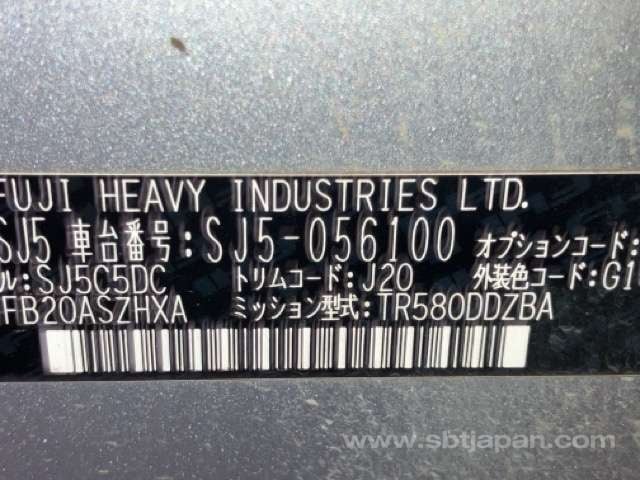 FUJI HEAVY INDUSTRIES LTD.
SJ5 車台番号:SJ5-056100 オプションコード:
ル:SJ5C5DC トリムコード:J20 外装色コード:G1
FB20ASZHXA ミッション型式:TR580DDZBA
www.sbtjapan.com